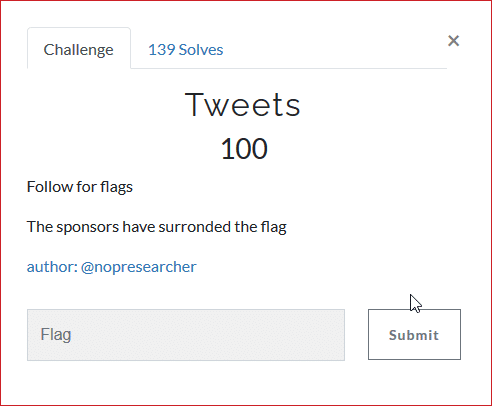 Challenge
139 Solves
×
Tweets
100
Follow for flags
The sponsors have surronded the flag
author: @nopresearcher
Flag
Submit